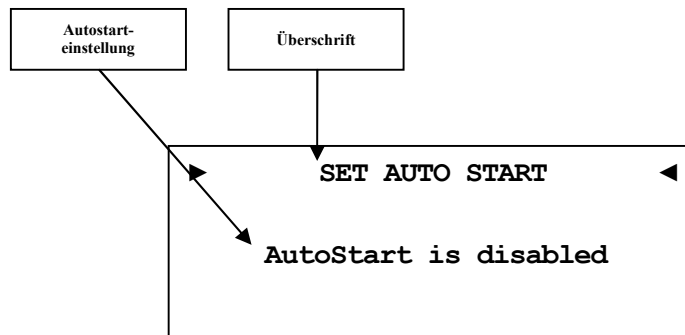 Autostart-
einstellung
Überschrift
► SET AUTO START ◄
AutoStart is disabled